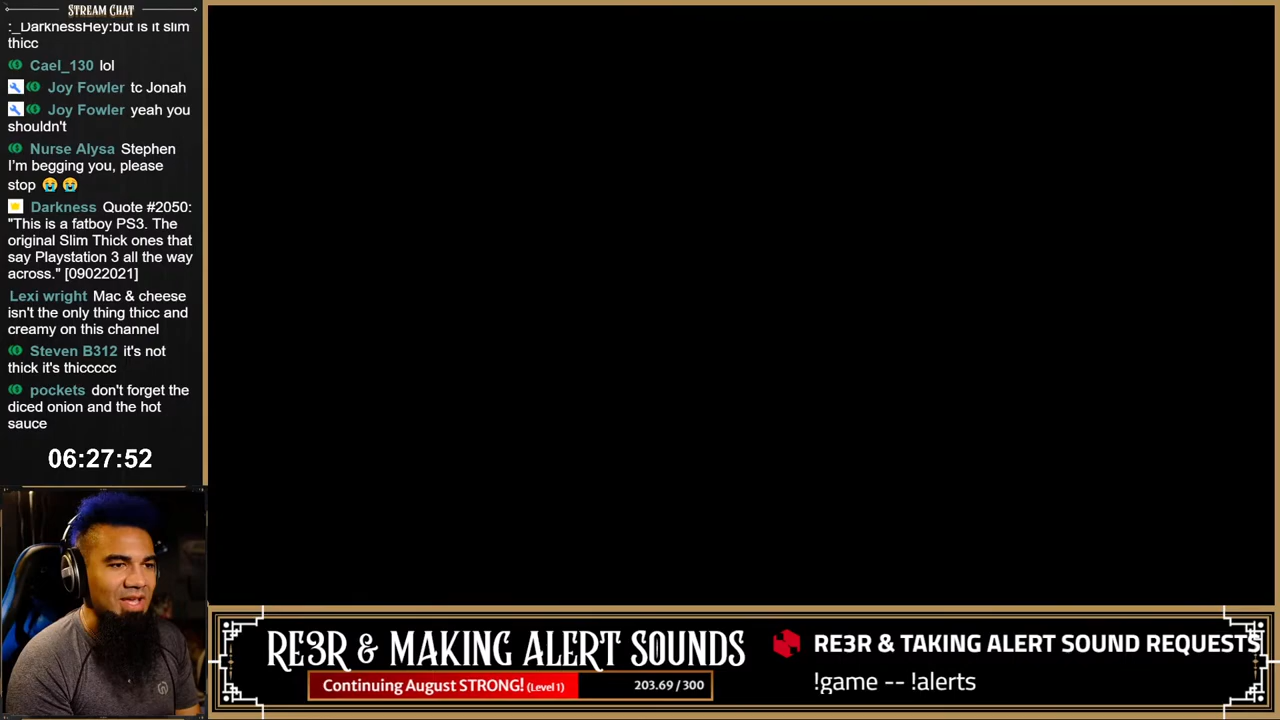 STREAM CHAT
:_DarknessHey:but is it slim
thicc
Cael_130 lol
Joy Fowler tc Jonah
Joy Fowler yeah you
shouldn't
Nurse Alysa Stephen
I'm begging you, please
stop 😭 😭
Darkness Quote #2050:
"This is a fatboy PS3. The
original Slim Thick ones that
say Playstation 3 all the way
across." [09022021]
Lexi wright Mac & cheese
isn't the only thing thicc and
creamy on this channel
Steven B312 it's not
thick it's thiccccc
pockets don't forget the
diced onion and the hot
sauce
06:27:52
RE3R & MAKING ALERT SOUNDS
Continuing August STRONG! (Level 1) 203.69 / 300
RE3R & TAKING ALERT SOUND REQUESTS
!game -- !alerts